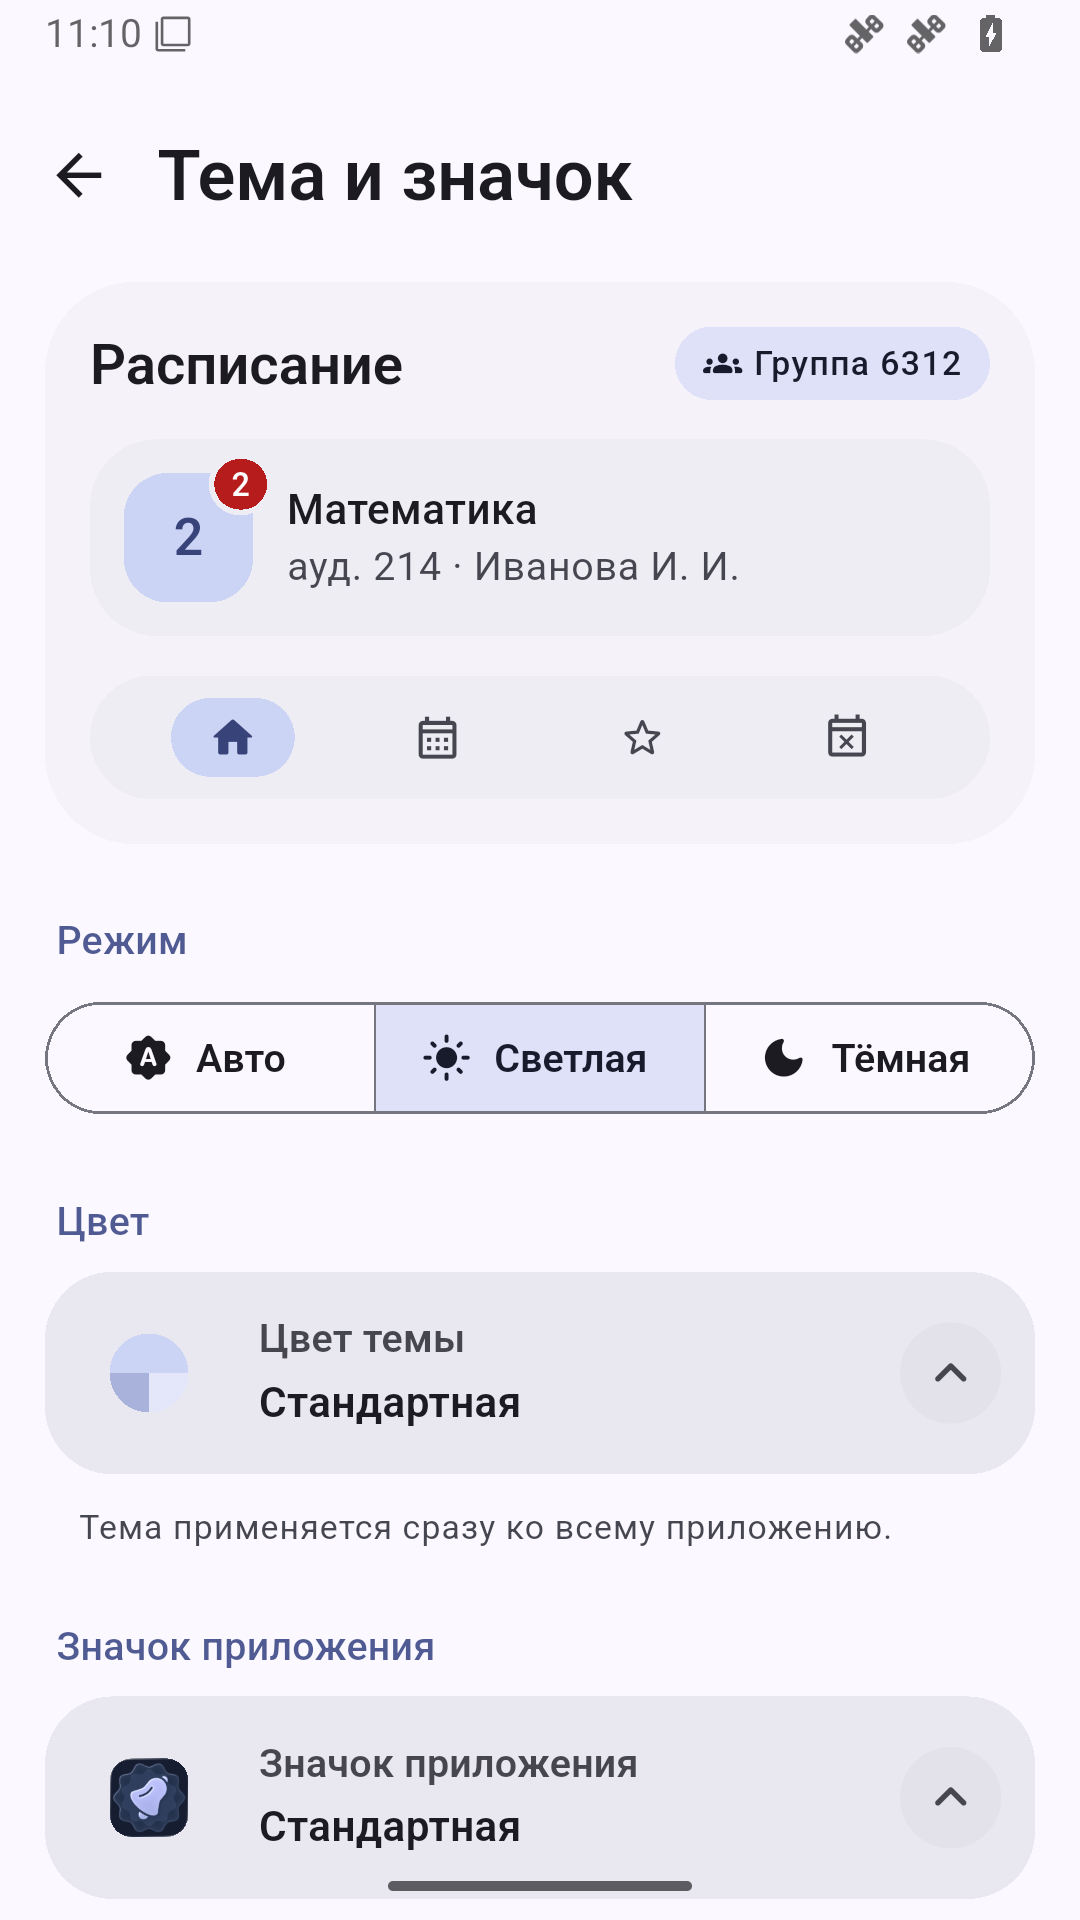 11:10
Тема и значок
Расписание
Группа 6312
2
2
Математика
ауд. 214 · Иванова И. И.
Режим
A Авто
Светлая
Тёмная
Цвет
Цвет темы
Стандартная
Тема применяется сразу ко всему приложению.
Значок приложения
Значок приложения
Стандартная